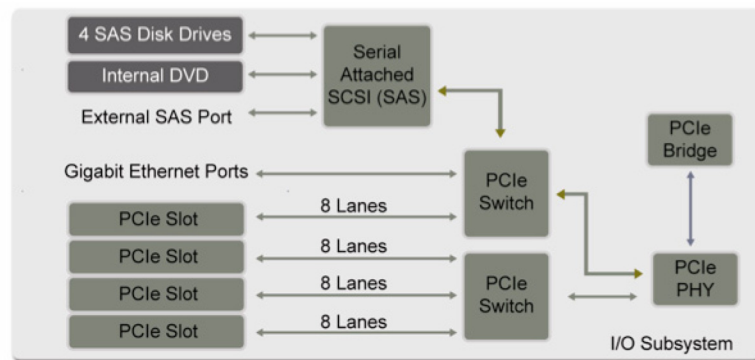 4 SAS Disk Drives
Internal DVD
External SAS Port
Serial
Attached
SCSI (SAS)
PCIe
Bridge
Gigabit Ethernet Ports
PCIe
Switch
PCIe Slot
8 Lanes
PCIe Slot
8 Lanes
PCIe Slot
8 Lanes
PCIe Slot
8 Lanes
PCIe
Switch
PCIe
PHY
I/O Subsystem